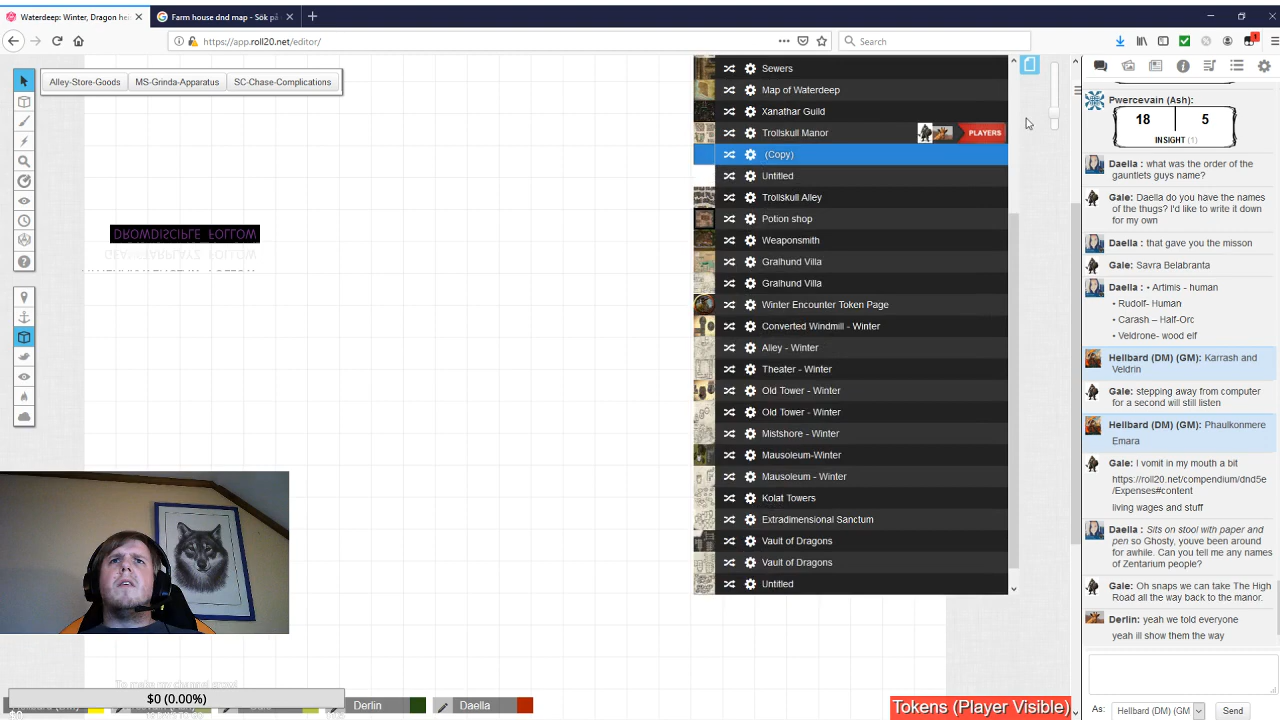 Waterdeep: Winter, Dragon hei
Farm house dnd map - Sök på
https://app.roll20.net/editor/
Search
1
Alley-Store-Goods
MS-Grinda-Apparatus
SC-Chase-Complications
DROWDISCIPLE FOLLOW
Sewers
Map of Waterdeep
Xanathar Guild
Trollskull Manor
PLAYERS
(Copy)
Untitled
Trollskull Alley
Potion shop
Weaponsmith
Gralhund Villa
Gralhund Villa
Winter Encounter Token Page
Converted Windmill - Winter
Alley - Winter
Theater - Winter
Old Tower - Winter
Old Tower - Winter
Mistshore - Winter
Mausoleum-Winter
Mausoleum - Winter
Kolat Towers
Extradimensional Sanctum
Vault of Dragons
Vault of Dragons
Untitled
Pwercevain (Ash):
18 5
INSIGHT (1)
Daella : what was the order of the
gauntlets guys name?
Gale: Daella do you have the names
of the thugs? I'd like to write it down
for my own
Daella : that gave you the misson
Gale: Savra Belabranta
Daella : • Artimis - human
• Rudolf- Human
• Carash – Half-Orc
• Veldrone- wood elf
Hellbard (DM) (GM): Karrash and
Veldrin
Gale: stepping away from computer
for a second will still listen
Hellbard (DM) (GM): Phaulkonmere
Emara
Gale: I vomit in my mouth a bit
https://roll20.net/compendium/dnd5e
/Expenses#content
living wages and stuff
Daella : Sits on stool with paper and
pen so Ghosty, youve been around
for awhile. Can you tell me any names
of Zentarium people?
Gale: Oh snaps we can take The High
Road all the way back to the manor.
Derlin: yeah we told everyone
yeah ill show them the way
To make my channel grow!
$0 (0.00%)
Derlin
Daella
Tokens (Player Visible)
As:
Hellbard (DM) (GM
Send